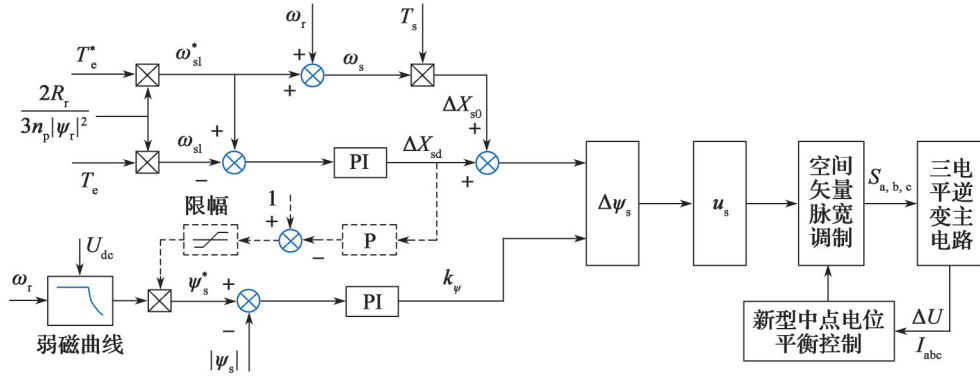 ω_r
T_s
T_e^*
ω_sl^*
+
+
ω_s
2R_r
3n_p|ψ_r|^2
ΔX_s0
+
+
ω_sl
−
T_e
PI
ΔX_sd
+
限幅
1
+
−
P
U_dc
ω_r
弱磁曲线
ψ_s^*
+
−
|ψ_s|
PI
k_ψ
Δψ_s
u_s
空间
矢量
脉宽
调制
S_a, b, c
三电
平逆
变主
电路
新型中点电位
平衡控制
ΔU
I_abc